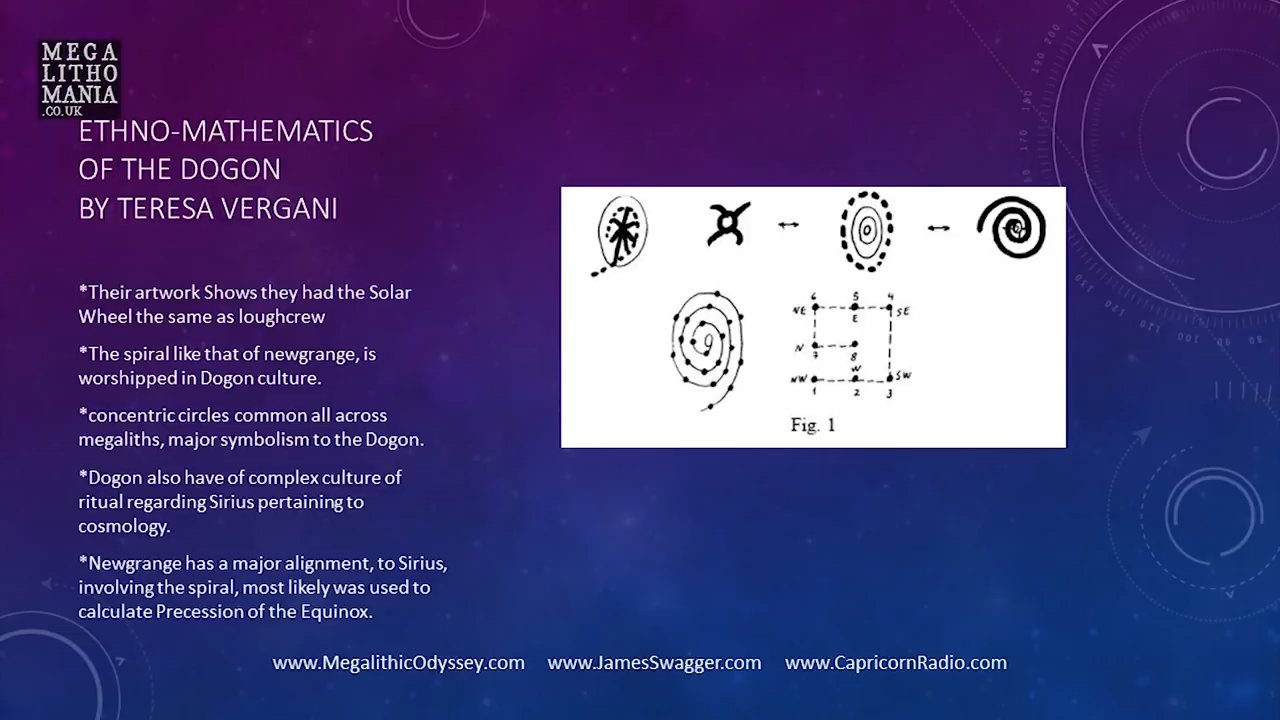 MEGA
LITHO
MANIA
.CO.UK
ETHNO-MATHEMATICS
OF THE DOGON
BY TERESA VERGANI
*Their artwork Shows they had the Solar
Wheel the same as loughcrew
*The spiral like that of newgrange, is
worshipped in Dogon culture.
*concentric circles common all across
megaliths, major symbolism to the Dogon.
*Dogon also have of complex culture of
ritual regarding Sirius pertaining to
cosmology.
*Newgrange has a major alignment, to Sirius,
involving the spiral, most likely was used to
calculate Precession of the Equinox.
6 5 4
NE E SE
N
7 8
NW W SW
1 2 3
Fig. 1
www.MegalithicOdyssey.com www.JamesSwagger.com www.CapricornRadio.com